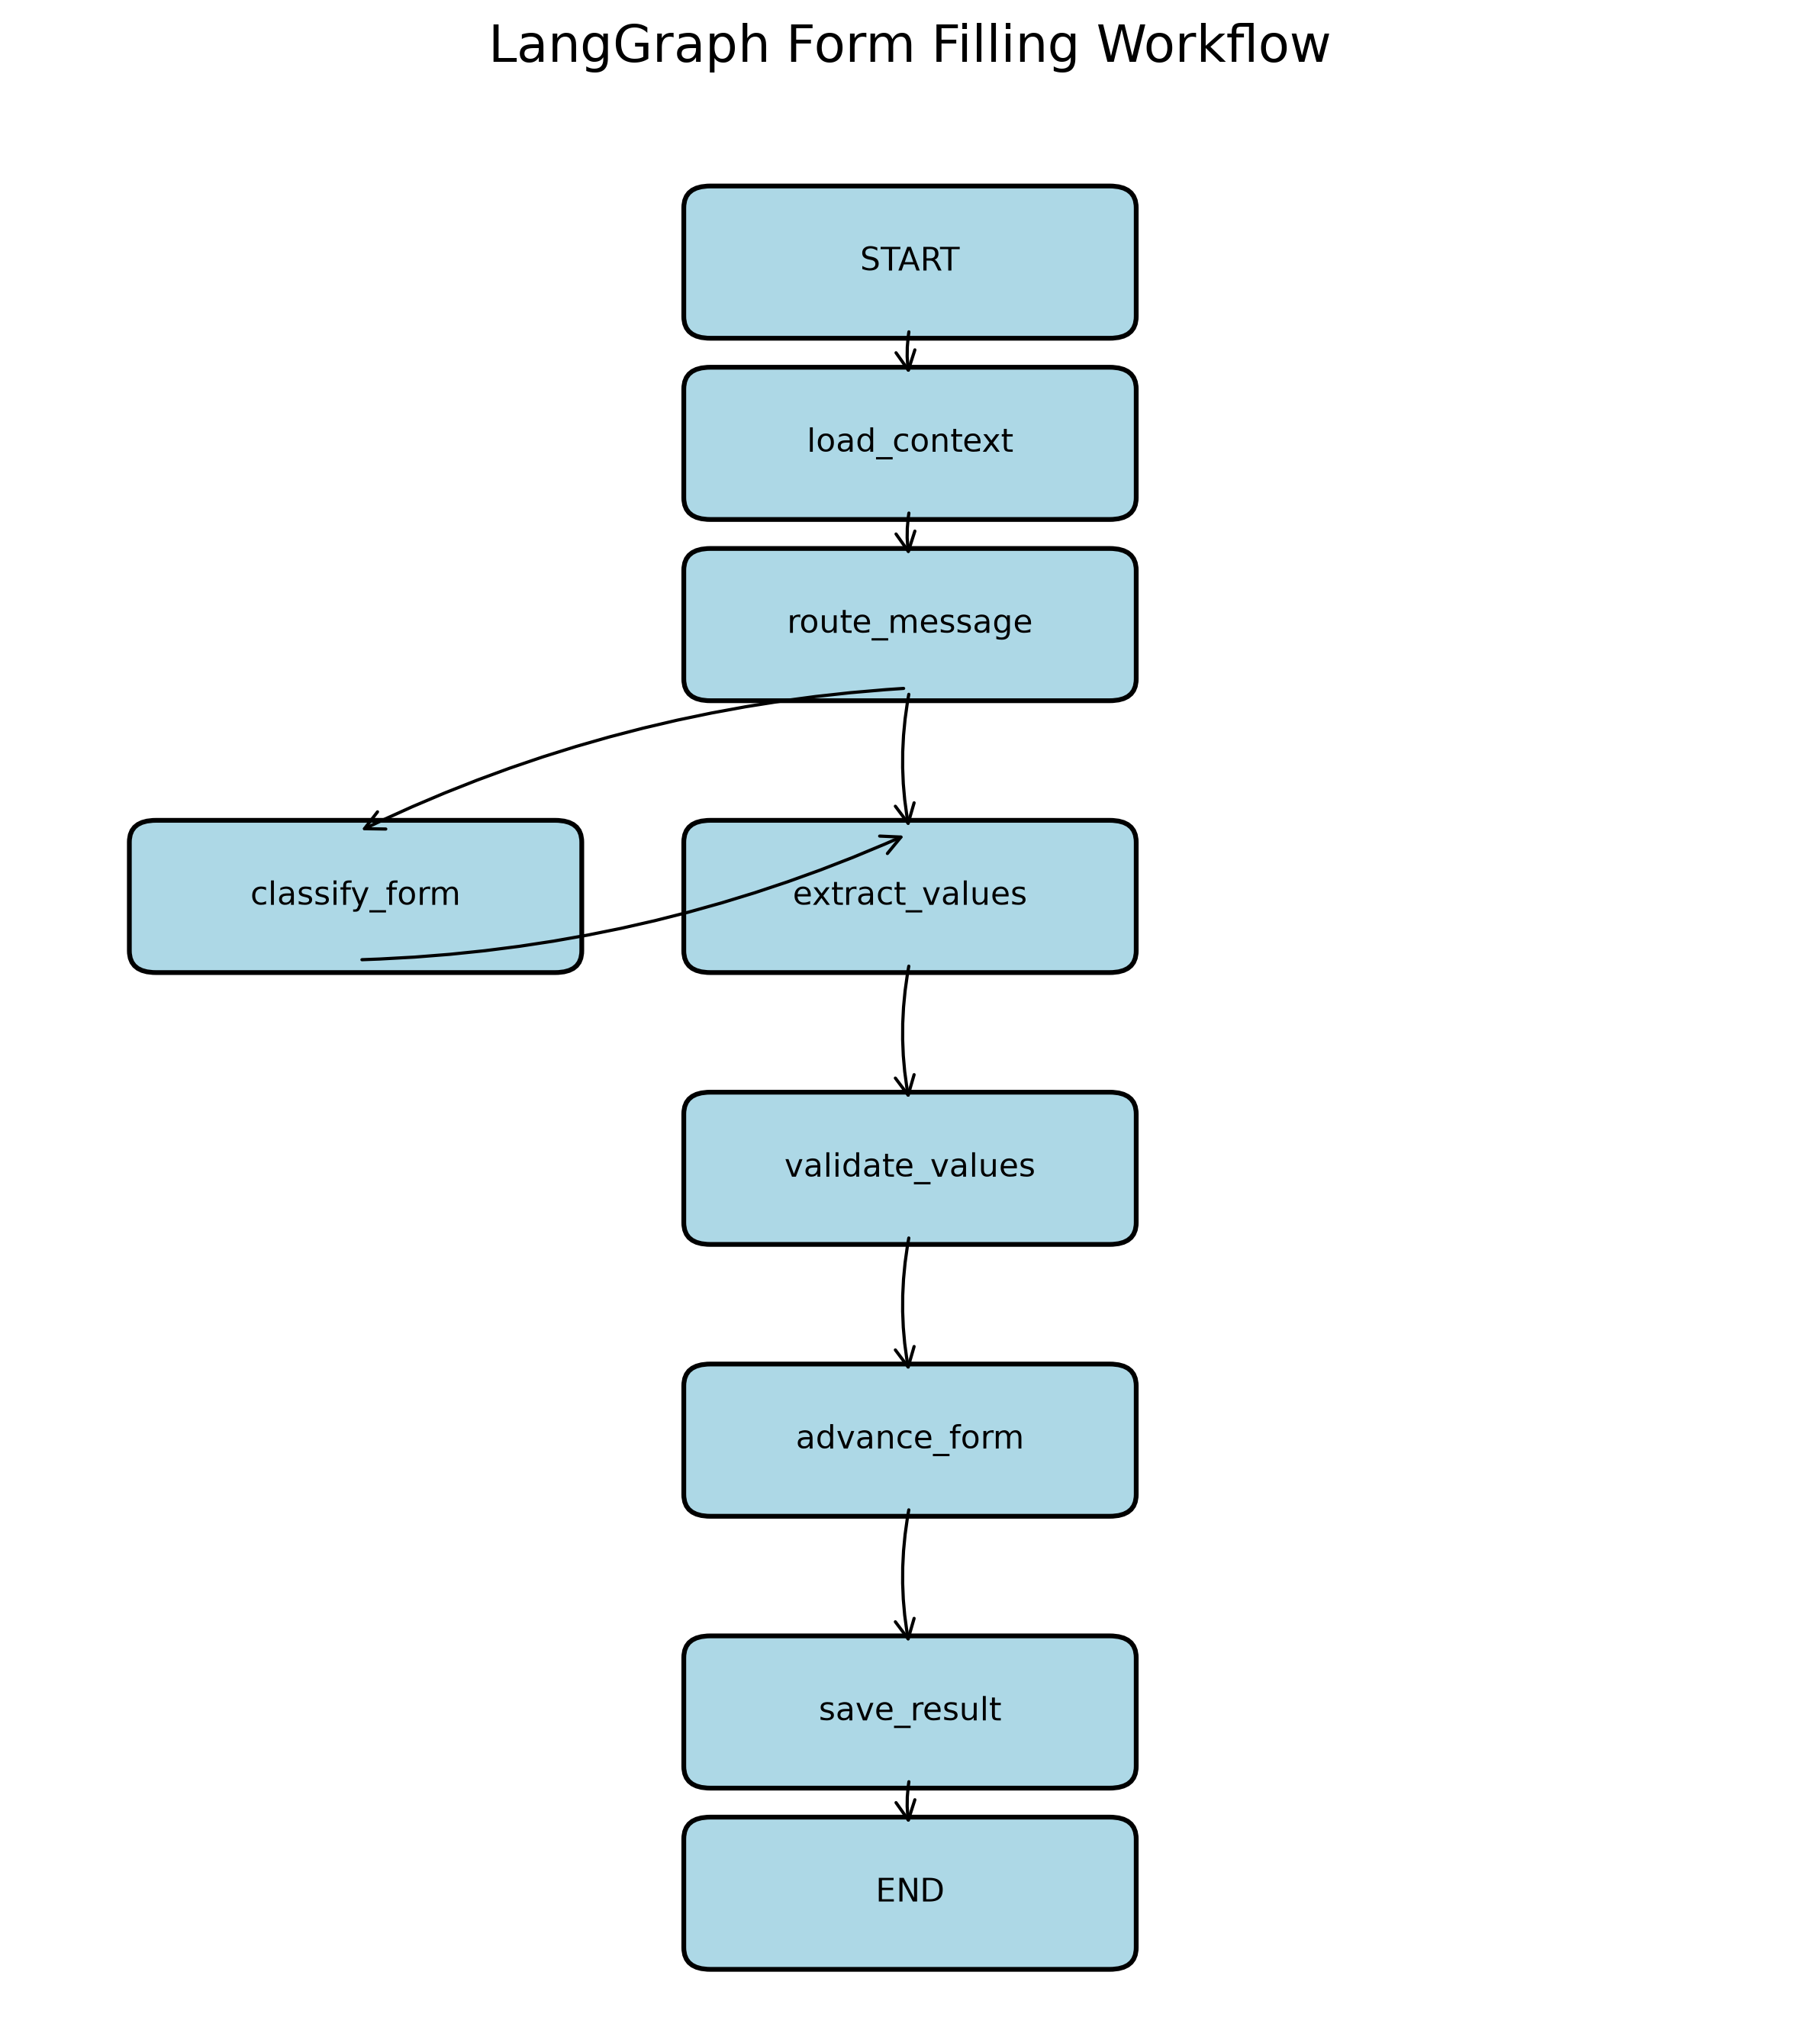 LangGraph Form Filling Workflow
START
load_context
route_message
classify_form
extract_values
validate_values
advance_form
save_result
END